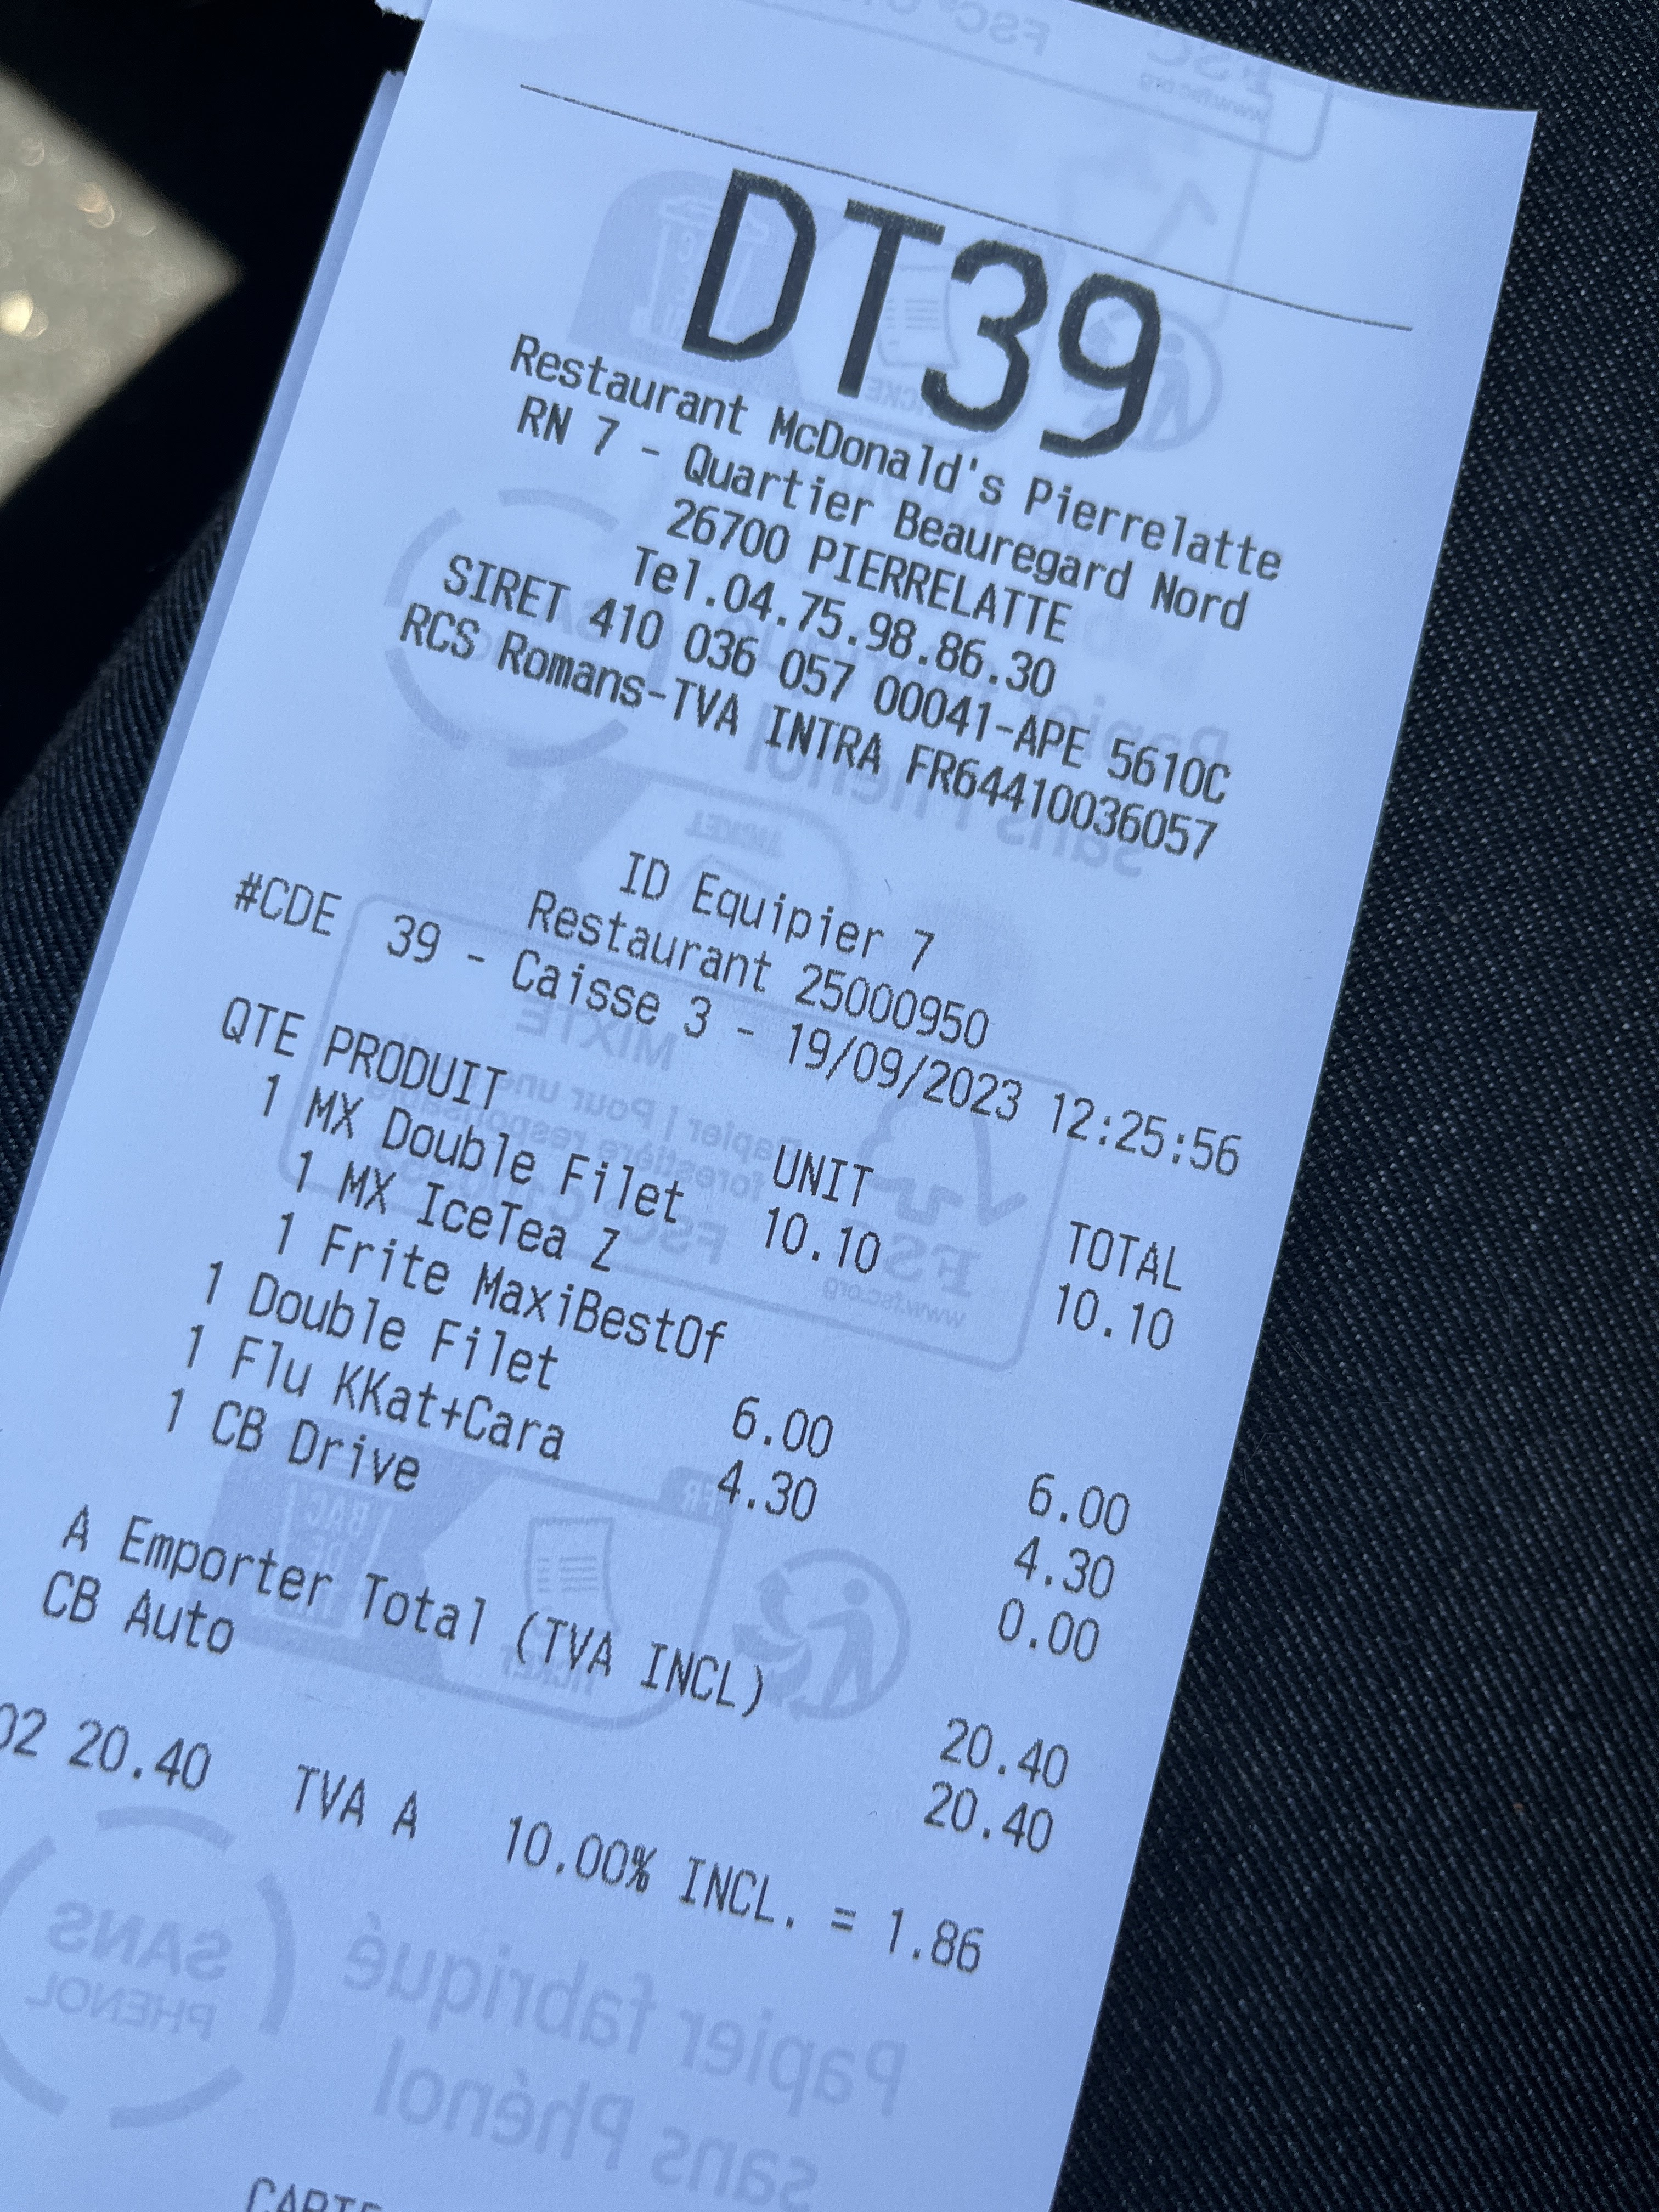 DT39
Restaurant McDonald's Pierrelatte
RN 7 - Quartier Beauregard Nord
26700 PIERRELATTE
Tel.04.75.98.86.30
SIRET 410 036 057 00041-APE 5610C
RCS Romans-TVA INTRA FR64410036057
ID Equipier 7
Restaurant 25000950
#CDE 39 - Caisse 3 - 19/09/2023 12:25:56
QTE PRODUIT UNIT TOTAL
1 MX Double Filet 10.10 10.10
1 MX IceTea Z
1 Frite MaxiBestOf
1 Double Filet 6.00 6.00
1 Flu KKat+Cara 4.30 4.30
1 CB Drive 0.00
A Emporter Total (TVA INCL) 20.40
CB Auto 20.40
02 20.40 TVA A 10.00% INCL. = 1.86
SANS
PHENOL
Papier fabriqué
sans Phénol